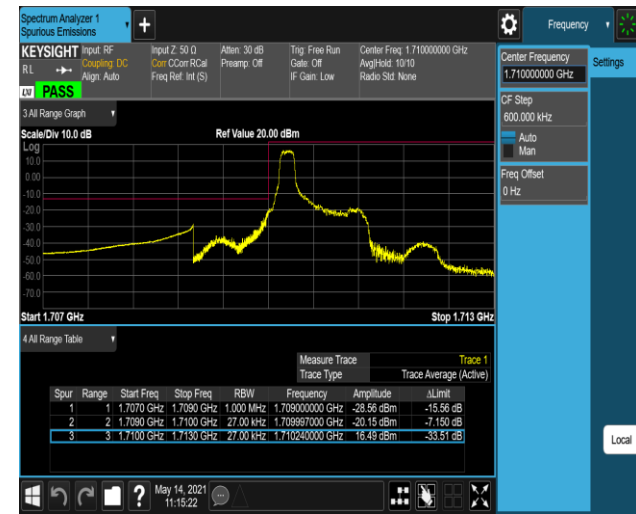 Spectrum Analyzer 1
Spurious Emissions
+
Frequency
KEYSIGHT
Input: RF
Coupling: DC
Align: Auto
Input Z: 50 Ω
Corr CCorr RCal
Freq Ref: Int (S)
Atten: 30 dB
Preamp: Off
Trig: Free Run
Gate: Off
IF Gain: Low
Center Freq: 1.710000000 GHz
Avg|Hold: 10/10
Radio Std: None
R L
LXI
PASS
Center Frequency
1.710000000 GHz
Settings
CF Step
600.000 kHz
Auto
Man
Freq Offset
0 Hz
Local
3 All Range Graph
Scale/Div 10.0 dB
Ref Value 20.00 dBm
Log
10.0
0.00
-10.0
-20.0
-30.0
-40.0
-50.0
-60.0
-70.0
Start 1.707 GHz
Stop 1.713 GHz
4 All Range Table
Measure Trace Trace 1
Trace Type Trace Average (Active)
Spur Range Start Freq Stop Freq RBW Frequency Amplitude ΔLimit
1 1 1.7070 GHz 1.7090 GHz 1.000 MHz 1.709000000 GHz -28.56 dBm -15.56 dB
2 2 1.7090 GHz 1.7100 GHz 27.00 kHz 1.709997000 GHz -20.15 dBm -7.150 dB
3 3 1.7100 GHz 1.7130 GHz 27.00 kHz 1.710240000 GHz 16.49 dBm -33.51 dB
?
May 14, 2021
11:15:22